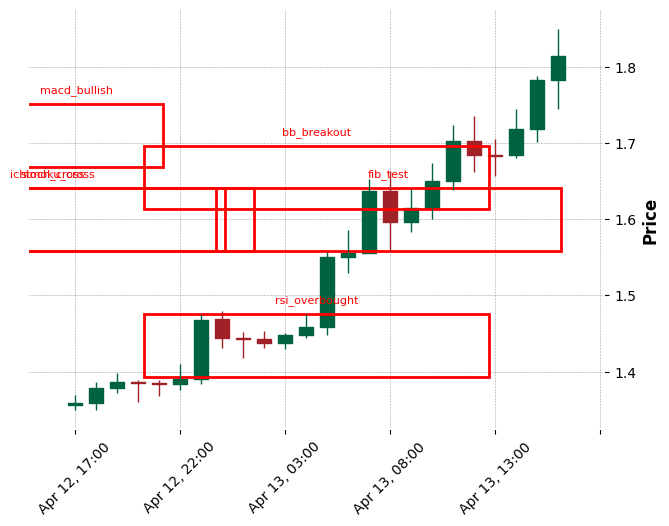 1.8
macd_bullish
1.7
bb_breakout
stoch_cross
fib_test
1.6
Price
1.5
rsi_overbought
1.4
Apr 12, 17:00
Apr 12, 22:00
Apr 13, 03:00
Apr 13, 08:00
Apr 13, 13:00